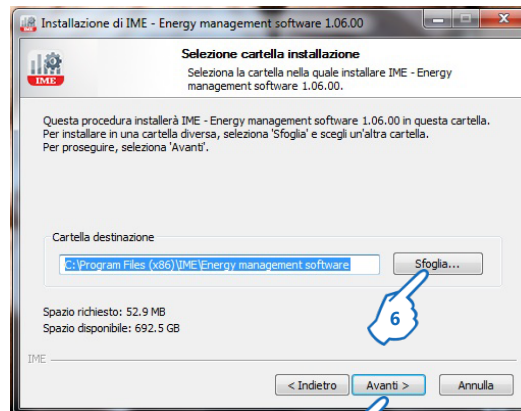 Installazione di IME - Energy management software 1.06.00
IME
Selezione cartella installazione
Seleziona la cartella nella quale installare IME - Energy
management software 1.06.00.
Questa procedura installerà IME - Energy management software 1.06.00 in questa cartella.
Per installare in una cartella diversa, seleziona 'Sfoglia' e scegli un'altra cartella.
Per proseguire, seleziona 'Avanti'.
Cartella destinazione
C:\Program Files (x86)\IME\Energy management software
Sfoglia...
6
Spazio richiesto: 52.9 MB
Spazio disponibile: 692.5 GB
IME
< Indietro
Avanti >
Annulla